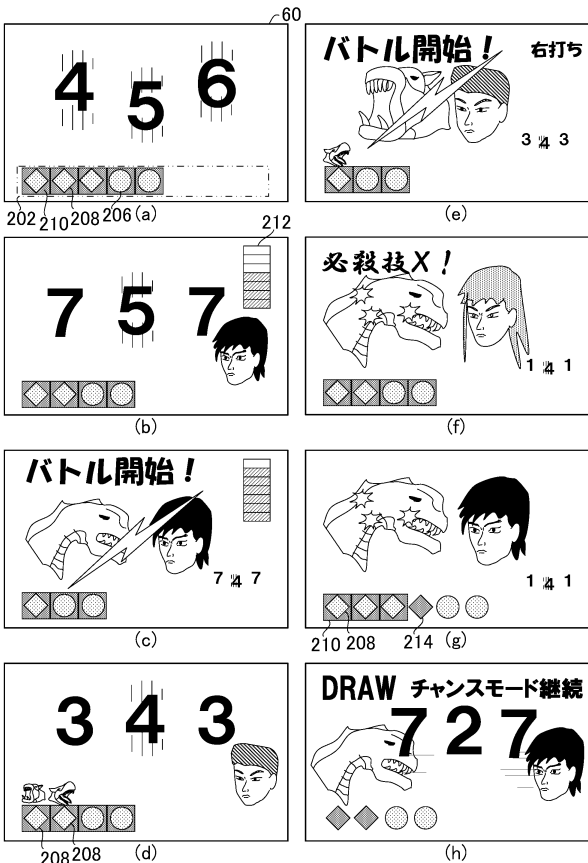 60
4 5 6
202 210 208 206 (a)
212
7 5 7
(b)
バトル開始！
7 4 7
(c)
3 4 3
208 208 (d)
バトル開始！ 右打ち
3 4 3
(e)
必殺技X！
1 4 1
(f)
1 4 1
210 208 214 (g)
DRAW チャンスモード継続
7 2 7
(h)